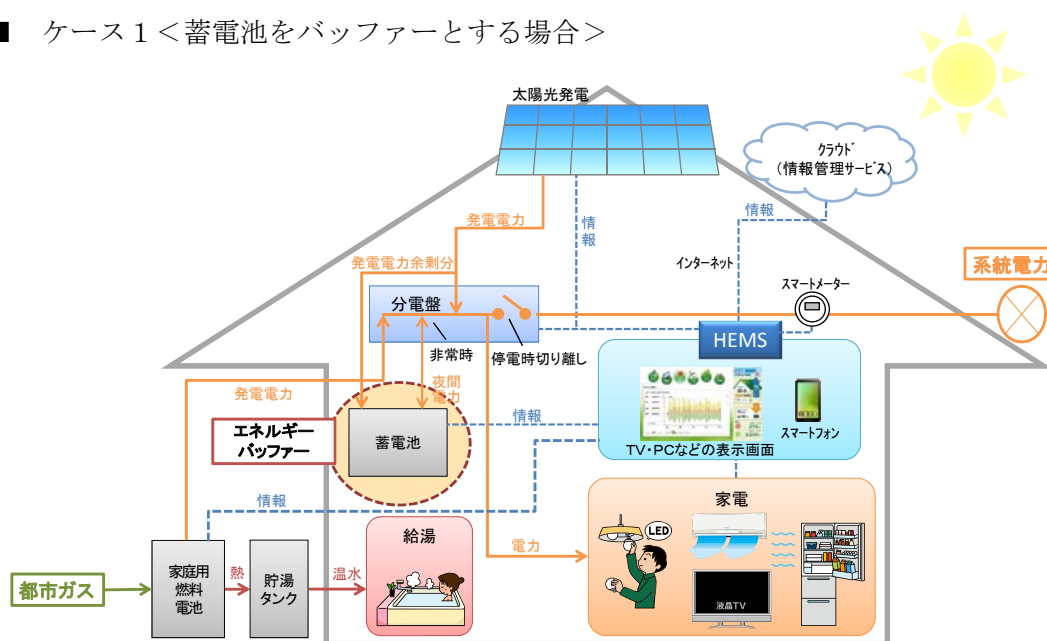 ■ ケース1<蓄電池をバッファーとする場合>
太陽光発電
クラウド
(情報管理サービス)
発電電力
情
報
情報
発電電力余剰分
インターネット
系統電力
スマートメーター
分電盤
HEMS
非常時
停電時切り離し
発電電力
夜間
電力
情報
エネルギー
バッファー
蓄電池
スマートフォン
TV・PCなどの表示画面
情報
家電
給湯
LED
電力
都市ガス
家庭用
燃料
電池
熱
貯湯
タンク
温水
液晶TV